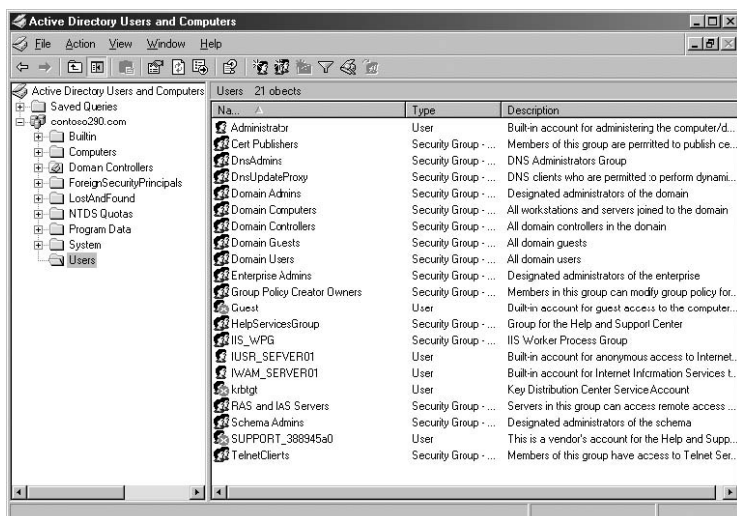 Active Directory Users and Computers
File Action View Window Help
Active Directory Users and Computers
Saved Queries
contoso290.com
Builtin
Computers
Doman Controllers
ForeignSecurityPrincipals
LostAndFound
NTDS Quotas
Program Data
System
Users
Users 21 obects
Na... Type Description
Administrator User Built-in account for administering the computer/d...
Cert Publishers Security Group - ... Members of this group are permitted to publish ce...
DnsAdmins Security Group - ... DNS Administrators Group
DnsUpdateProxy Security Group - ... DNS clients who are permitted :o perform dynami...
Domain Admins Security Group - ... Designated administrators of the domain
Domain Computers Security Group - ... All workstations and servers joined to the domain
Domain Controllers Security Group - ... All domain controllers in the domain
Domain Guests Security Group - ... All domain guests
Domain Users Security Group - ... All domain users
Enterprise Admins Security Group - ... Designated administrators of the enterprise
Group Policy Creator Owners Security Group - ... Members in this group can modify group policy for...
Guest User Built-in account for guest access to the computer...
HelpServicesGroup Security Group - ... Group for the Help and Support Center
IIS_WPG Security Group - ... IIS Worker Process Group
IUSR_SEFVER01 User Built-in account for anonymous access to Internet...
IWAM_SERVER01 User Built-in account for Internet Information Services t...
krbtgt User Key Distribution Center Service Account
RAS and IAS Servers Security Group - ... Servers in this group can access remote access ...
Schema Admins Security Group - ... Designated administrators of the schema
SUPPORT_388945a0 User This is a vendor's account for the Help and Supp...
TelnetClierts Security Group - ... Members of this group have access to Telnet Ser...